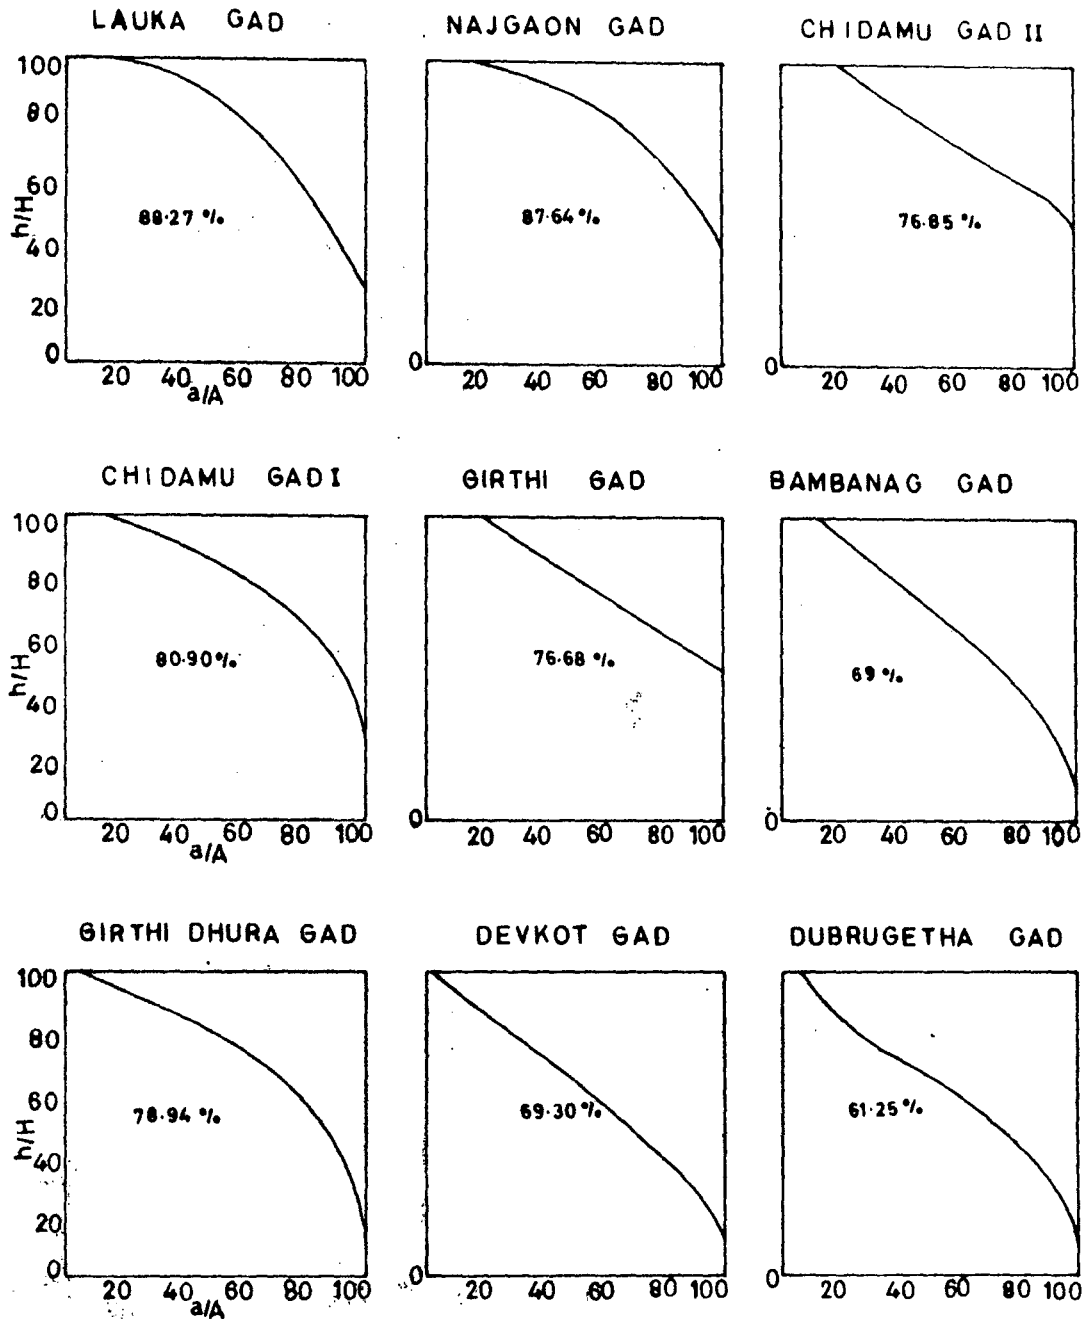 LAUKA GAD
NAJGAON GAD
CHIDAMU GAD II
100
80
60
40
20
0
h/H
88.27 %
20 40 60 80 100
a/A
87.64 %
0
20 40 60 80 100
76.85 %
0
20 40 60 80 100
CHIDAMU GAD I
GIRTHI GAD
BAMBANAG GAD
100
80
60
40
20
0
h/H
80.90 %
20 40 60 80 100
a/A
76.68 %
0
20 40 60 80 100
69 %
0
20 40 60 80 100
GIRTHI DHURA GAD
DEVKOT GAD
DUBRUGETHA GAD
100
80
60
40
20
0
h/H
78.94 %
20 40 60 80 100
a/A
69.30 %
0
20 40 60 80 100
61.25 %
0
20 40 60 80 100